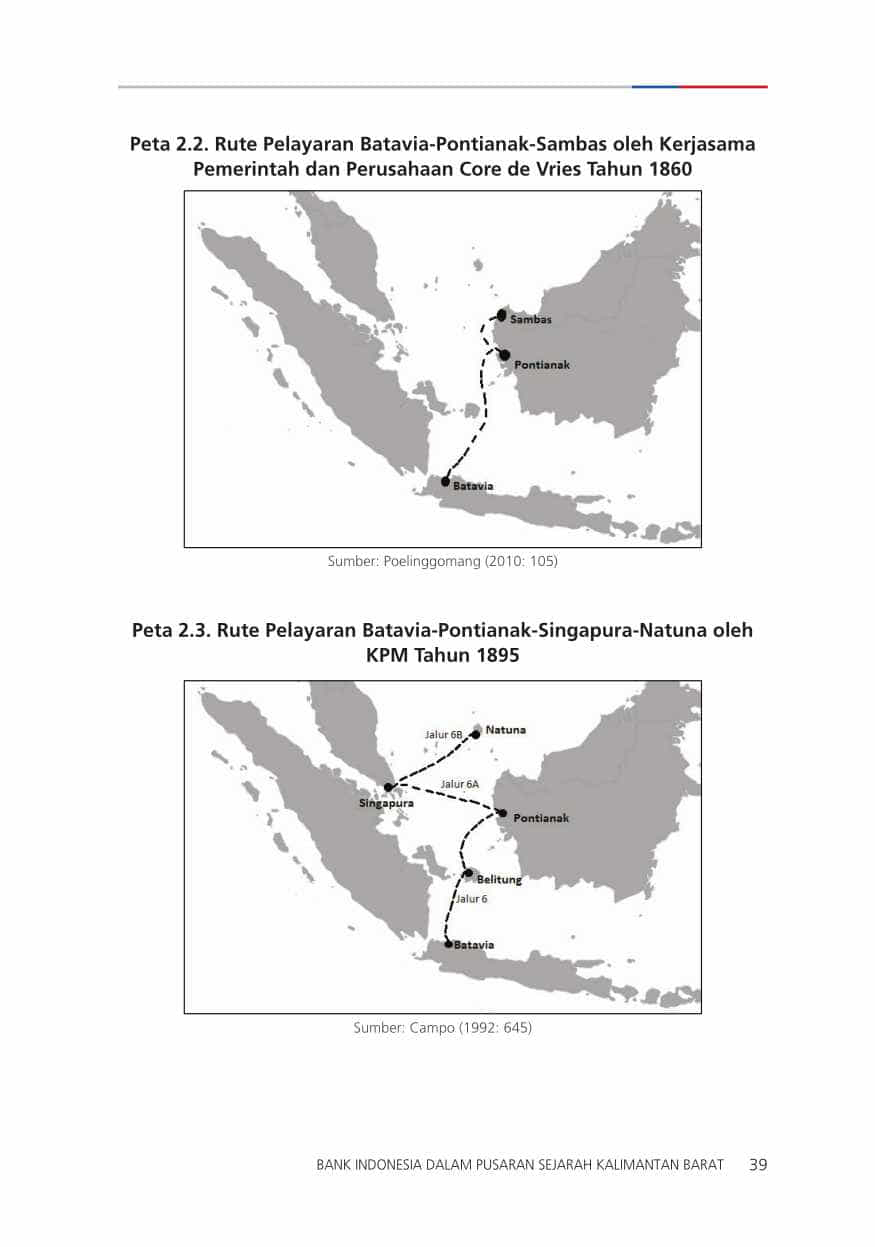 Peta 2.2. Rute Pelayaran Batavia-Pontianak-Sambas oleh Kerjasama
Pemerintah dan Perusahaan Core de Vries Tahun 1860
Sambas
Pontianak
Batavia
Sumber: Poelinggomang (2010: 105)
Peta 2.3. Rute Pelayaran Batavia-Pontianak-Singapura-Natuna oleh
KPM Tahun 1895
Natuna
Jalur 6B
Jalur 6A
Singapura
Pontianak
Belitung
Jalur 6
Batavia
Sumber: Campo (1992: 645)
BANK INDONESIA DALAM PUSARAN SEJARAH KALIMANTAN BARAT 39